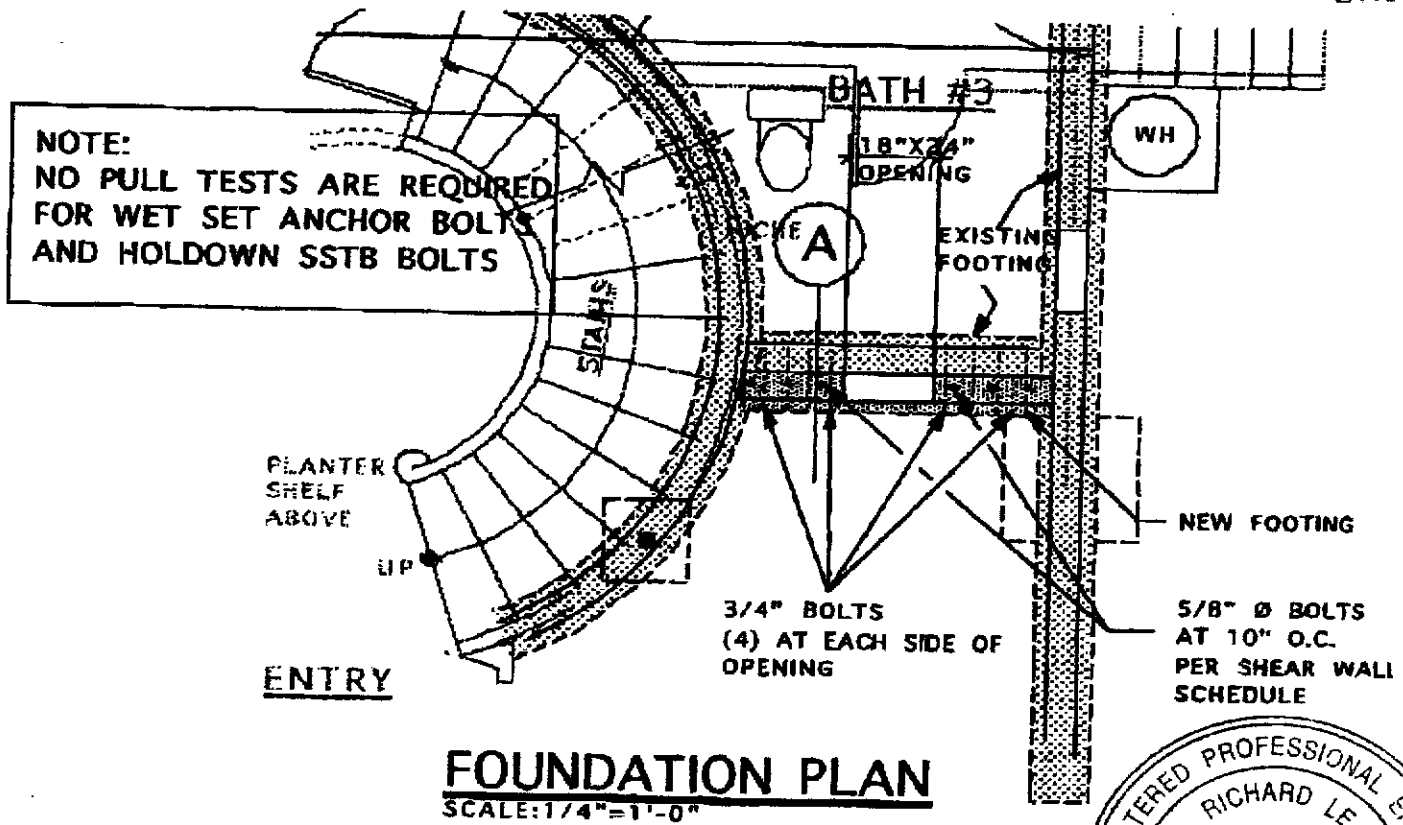 NOTE:
NO PULL TESTS ARE REQUIRED
FOR WET SET ANCHOR BOLTS
AND HOLDOWN SSTB BOLTS
BATH #3
18"X24"
OPENING
WH
NICHE
A
EXISTING
FOOTING
STAIRS
PLANTER
SHELF
ABOVE
UP
NEW FOOTING
3/4" BOLTS
(4) AT EACH SIDE OF
OPENING
5/8" Ø BOLTS
AT 10" O.C.
PER SHEAR WALL
SCHEDULE
ENTRY
FOUNDATION PLAN
SCALE:1/4"=1'-0"
PROFESSIONAL
RICHARD LE